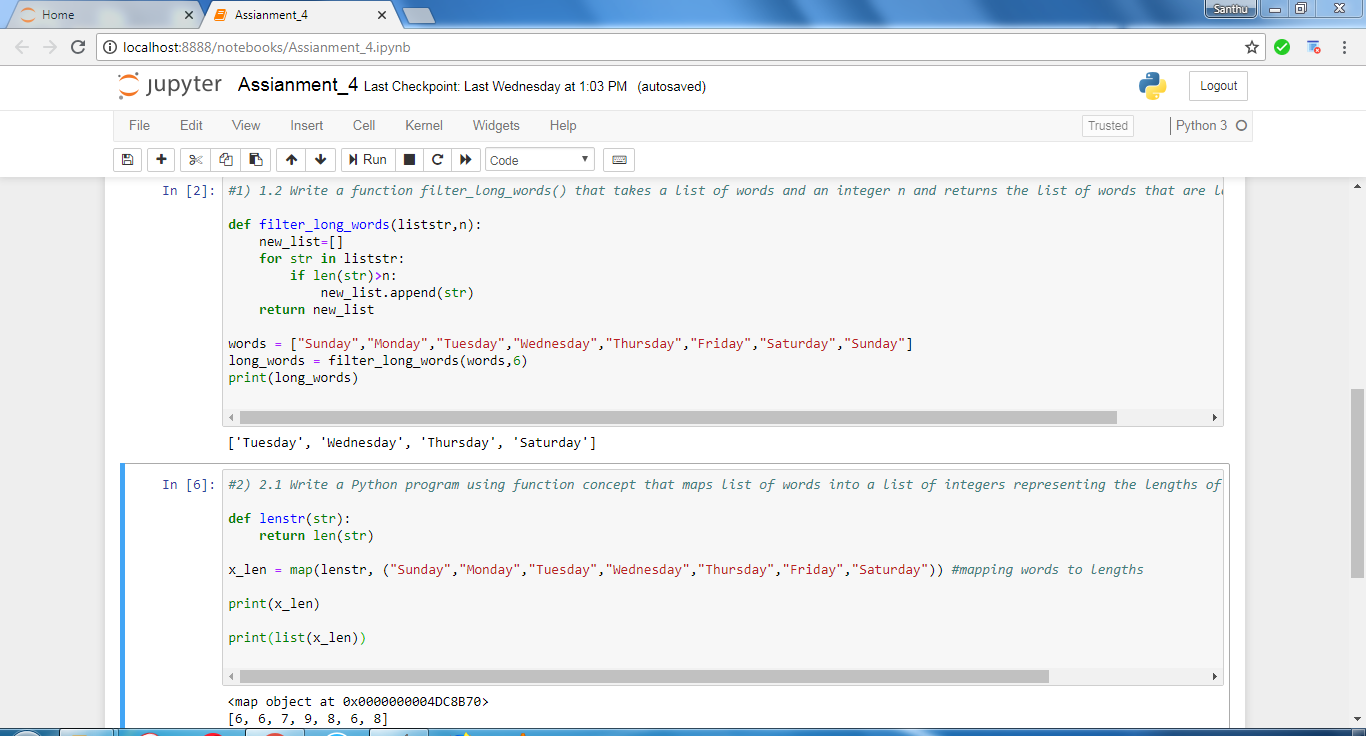 Home
Assianment_4
Santhu
localhost:8888/notebooks/Assianment_4.ipynb
jupyter Assianment_4 Last Checkpoint: Last Wednesday at 1:03 PM (autosaved)
Logout
File Edit View Insert Cell Kernel Widgets Help
Trusted
Python 3
Run
Code
In [2]: #1) 1.2 Write a function filter_long_words() that takes a list of words and an integer n and returns the list of words that are
def filter_long_words(liststr,n):
    new_list=[]
    for str in liststr:
        if len(str)>n:
            new_list.append(str)
    return new_list
words = ["Sunday","Monday","Tuesday","Wednesday","Thursday","Friday","Saturday","Sunday"]
long_words = filter_long_words(words,6)
print(long_words)
['Tuesday', 'Wednesday', 'Thursday', 'Saturday']
In [6]: #2) 2.1 Write a Python program using function concept that maps list of words into a list of integers representing the lengths of
def lenstr(str):
    return len(str)
x_len = map(lenstr, ("Sunday","Monday","Tuesday","Wednesday","Thursday","Friday","Saturday")) #mapping words to lengths
print(x_len)
print(list(x_len))
<map object at 0x0000000004DC8B70>
[6, 6, 7, 9, 8, 6, 8]